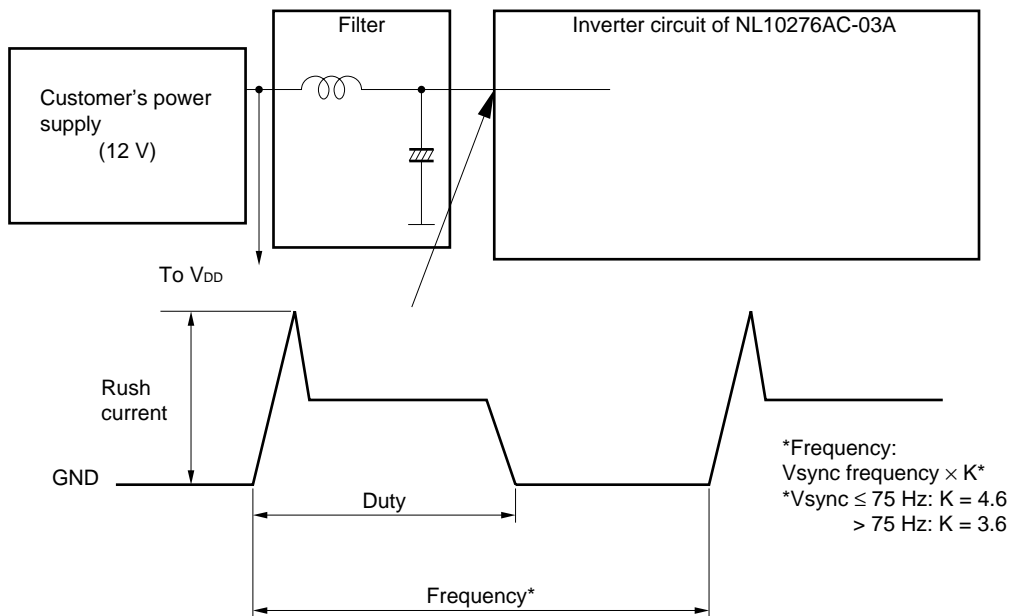 Filter
Inverter circuit of NL10276AC-03A
Customer's power
supply
(12 V)
To VDD
Rush
current
GND
Duty
Frequency*
*Frequency:
Vsync frequency × K*
*Vsync ≤ 75 Hz: K = 4.6
> 75 Hz: K = 3.6